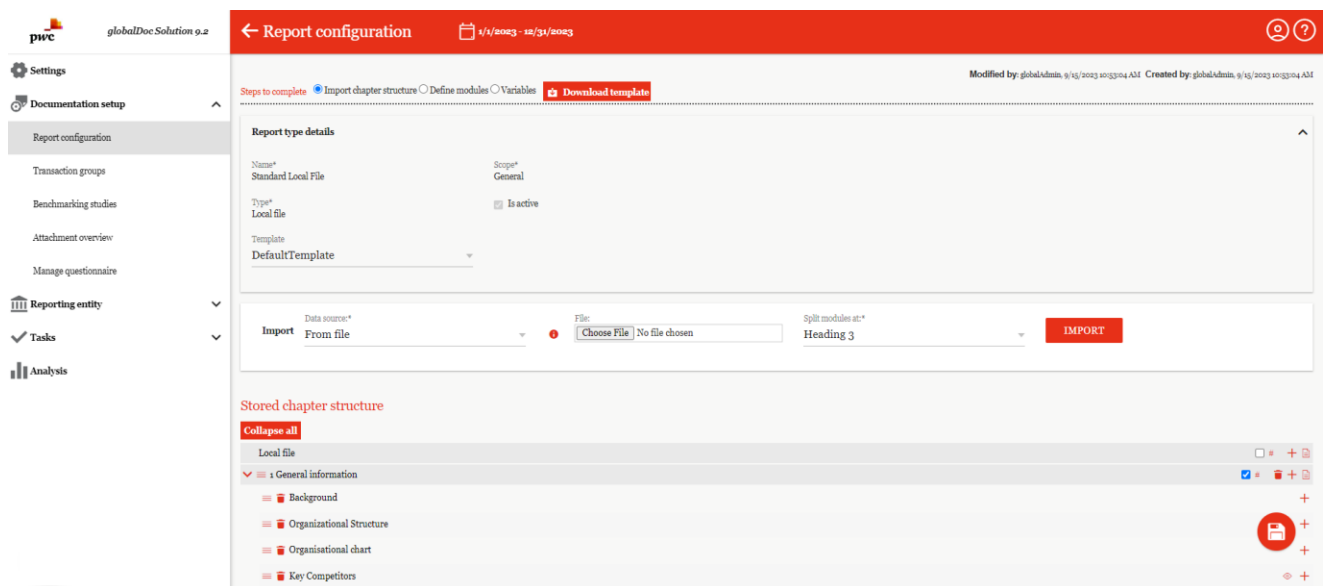 pwc
globalDoc Solution 9.2
Report configuration
1/1/2023 - 12/31/2023
?
Settings
Documentation setup
Report configuration
Transaction groups
Benchmarking studies
Attachment overview
Manage questionnaire
Reporting entity
Tasks
Analysis
Modified by: globalAdmin, 9/15/2023 10:53:04 AM Created by: globalAdmin, 9/15/2023 10:53:04 AM
Steps to complete Import chapter structure Define modules Variables Download template
Report type details
Name* Scope*
Standard Local File General
Type* Is active
Local file
Template
DefaultTemplate
Data source:* File: Split modules at:*
Import From file Choose File No file chosen Heading 3 IMPORT
Stored chapter structure
Collapse all
Local file #
1 General information #
Background
Organizational Structure
Organisational chart
Key Competitors